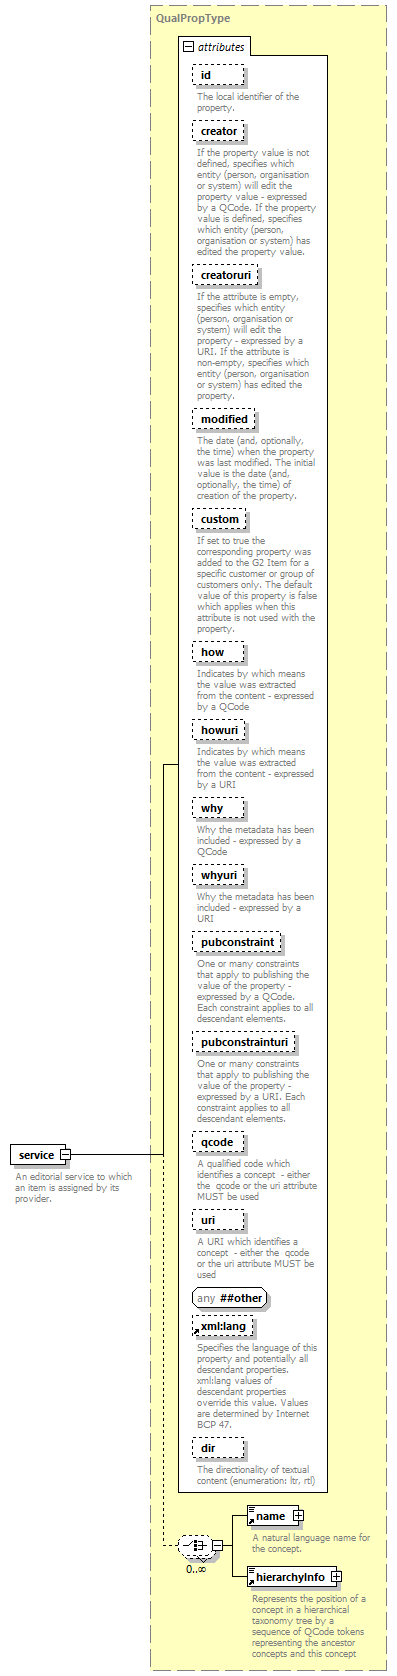 QualPropType
attributes
id
The local identifier of the
property.
creator
If the property value is not
defined, specifies which
entity (person, organisation
or system) will edit the
property value - expressed
by a QCode. If the property
value is defined, specifies
which entity (person,
organisation or system) has
edited the property value.
creatoruri
If the attribute is empty,
specifies which entity
(person, organisation or
system) will edit the
property - expressed by a
URI. If the attribute is
non-empty, specifies which
entity (person, organisation
or system) has edited the
property.
modified
The date (and, optionally,
the time) when the property
was last modified. The initial
value is the date (and,
optionally, the time) of
creation of the property.
custom
If set to true the
corresponding property was
added to the G2 Item for a
specific customer or group of
customers only. The default
value of this property is false
which applies when this
attribute is not used with the
property.
how
Indicates by which means
the value was extracted
from the content - expressed
by a QCode
howuri
Indicates by which means
the value was extracted
from the content - expressed
by a URI
why
Why the metadata has been
included - expressed by a
QCode
whyuri
Why the metadata has been
included - expressed by a
URI
pubconstraint
One or many constraints
that apply to publishing the
value of the property -
expressed by a QCode.
Each constraint applies to all
descendant elements.
pubconstrainturi
One or many constraints
that apply to publishing the
value of the property -
expressed by a URI. Each
constraint applies to all
descendant elements.
qcode
A qualified code which
identifies a concept  - either
the  qcode or the uri attribute
MUST be used
uri
A URI which identifies a
concept  - either the  qcode
or the uri attribute MUST be
used
any ##other
xml:lang
Specifies the language of this
property and potentially all
descendant properties.
xml:lang values of
descendant properties
override this value. Values
are determined by Internet
BCP 47.
dir
The directionality of textual
content (enumeration: ltr, rtl)
service
An editorial service to which
an item is assigned by its
provider.
0..∞
name
A natural language name for
the concept.
hierarchyInfo
Represents the position of a
concept in a hierarchical
taxonomy tree by a
sequence of QCode tokens
representing the ancestor
concepts and this concept